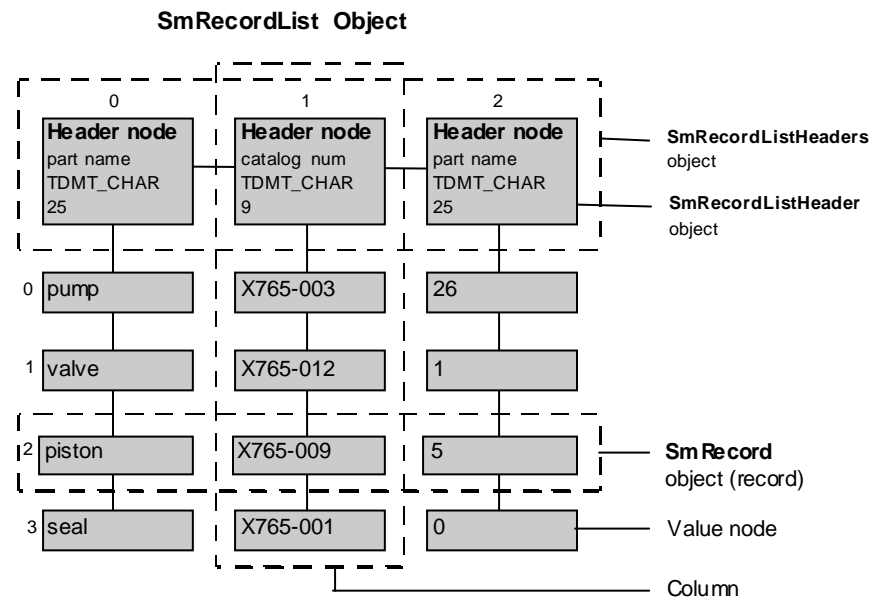 SmRecordList Object
0 1 2
Header node Header node Header node
part name catalog num part name
TDMT_CHAR TDMT_CHAR TDMT_CHAR
25 9 25
SmRecordListHeaders
object
SmRecordListHeader
object
0 pump X765-003 26
1 valve X765-012 1
2 piston X765-009 5
SmRecord
object (record)
3 seal X765-001 0
Value node
Column